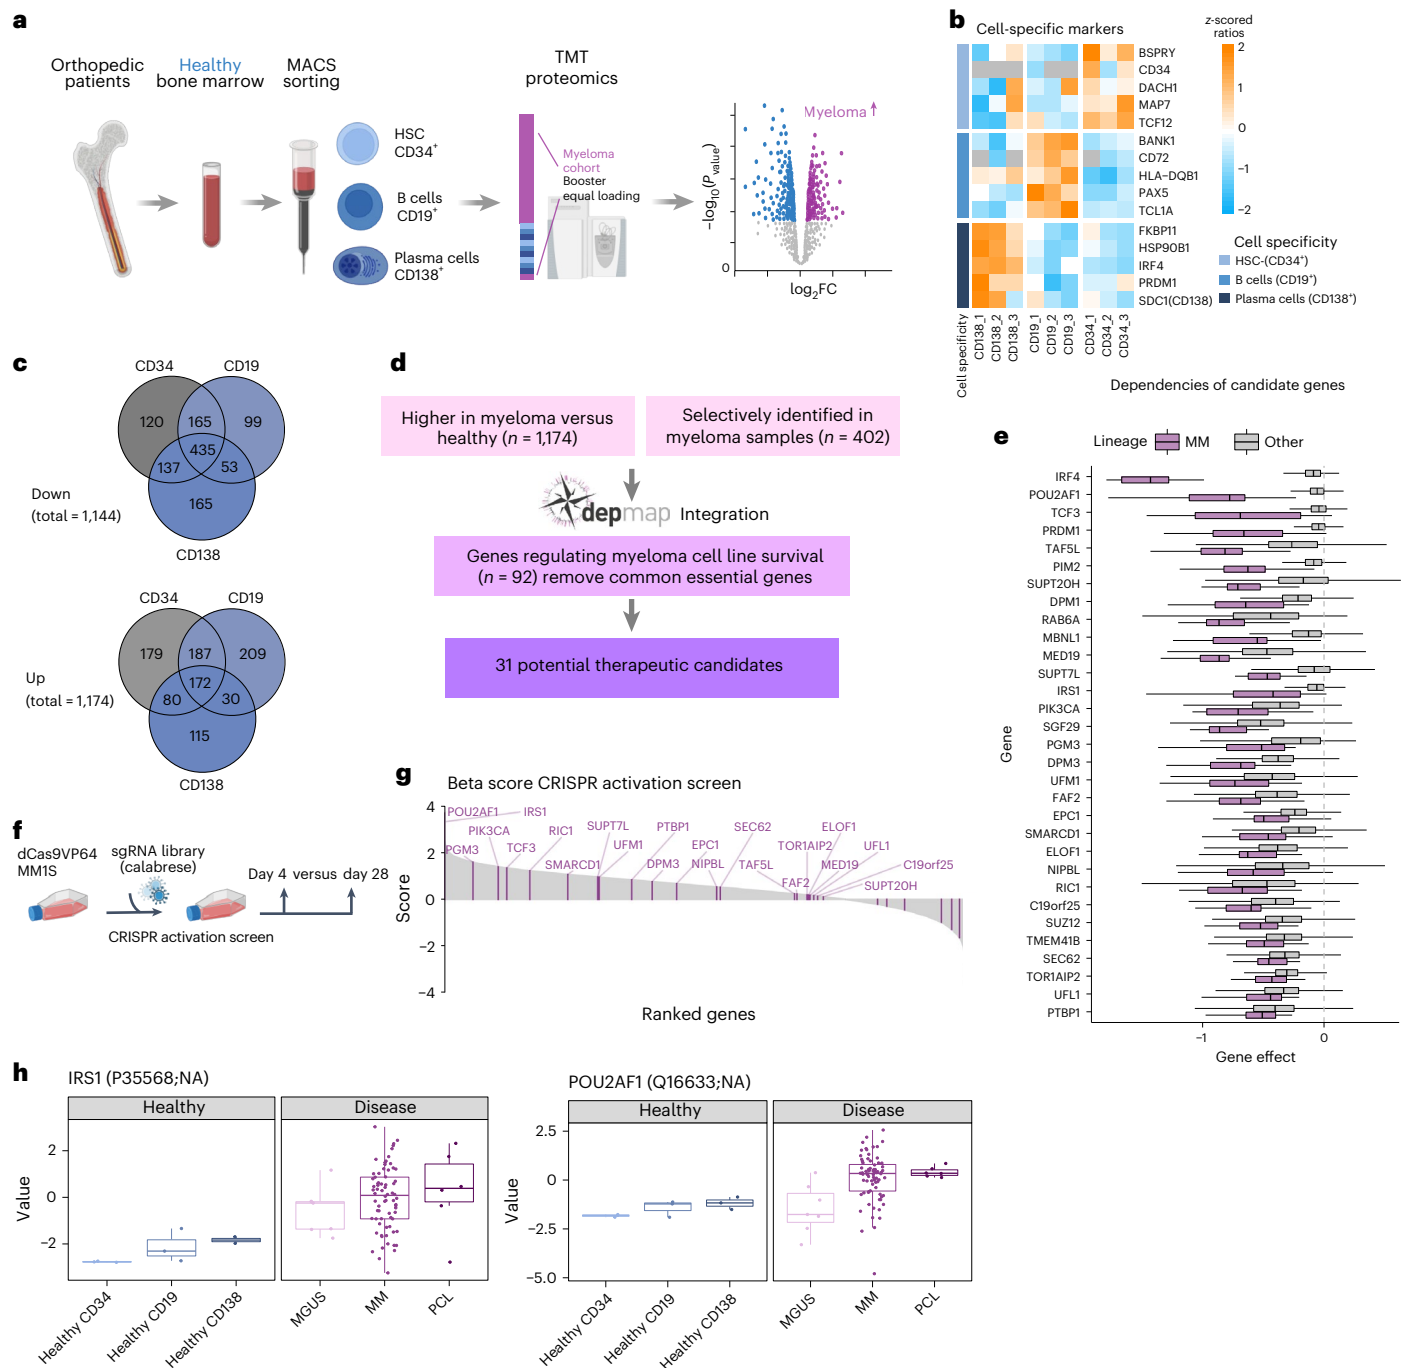 a
Orthopedic
patients
Healthy
bone marrow
MACS
sorting
HSC
CD34+
B cells
CD19+
Plasma cells
CD138+
TMT
proteomics
Myeloma
cohort
Booster
equal loading
Myeloma ↑
−log10(Pvalue)
0
log2FC
b
Cell-specific markers
z-scored
ratios
2
1
0
−1
−2
BSPRY
CD34
DACH1
MAP7
TCF12
BANK1
CD72
HLA−DQB1
PAX5
TCL1A
FKBP11
HSP90B1
IRF4
PRDM1
SDC1(CD138)
Cell specificity
HSC-(CD34+)
B cells (CD19+)
Plasma cells (CD138+)
Cell specificity
CD138_1
CD138_2
CD138_3
CD19_1
CD19_2
CD19_3
CD34_1
CD34_2
CD34_3
c
CD34
CD19
120
165
99
435
137
53
165
Down
(total = 1,144)
CD138
CD34
CD19
179
187
209
172
80
30
115
Up
(total = 1,174)
CD138
d
Higher in myeloma versus
healthy (n = 1,174)
Selectively identified in
myeloma samples (n = 402)
depmap Integration
Genes regulating myeloma cell line survival
(n = 92) remove common essential genes
31 potential therapeutic candidates
Dependencies of candidate genes
e
Lineage
MM
Other
Gene
IRF4
POU2AF1
TCF3
PRDM1
TAF5L
PIM2
SUPT20H
DPM1
RAB6A
MBNL1
MED19
SUPT7L
IRS1
PIK3CA
SGF29
PGM3
DPM3
UFM1
FAF2
EPC1
SMARCD1
ELOF1
NIPBL
RIC1
C19orf25
SUZ12
TMEM41B
SEC62
TOR1AIP2
UFL1
PTBP1
−1
0
Gene effect
f
dCas9VP64
MM1S
sgRNA library
(calabrese)
Day 4 versus day 28
CRISPR activation screen
g
Beta score CRISPR activation screen
Score
4
2
0
−2
−4
POU2AF1
IRS1
PIK3CA
RIC1
SUPT7L
PTBP1
SEC62
ELOF1
PGM3
TCF3
UFM1
EPC1
TOR1AIP2
UFL1
SMARCD1
DPM3
NIPBL
TAF5L
MED19
C19orf25
FAF2
SUPT20H
Ranked genes
h
IRS1 (P35568;NA)
Healthy
Disease
Value
2
0
−2
Healthy CD34
Healthy CD19
Healthy CD138
MGUS
MM
PCL
POU2AF1 (Q16633;NA)
Healthy
Disease
Value
2.5
0
−2.5
−5.0
Healthy CD34
Healthy CD19
Healthy CD138
MGUS
MM
PCL